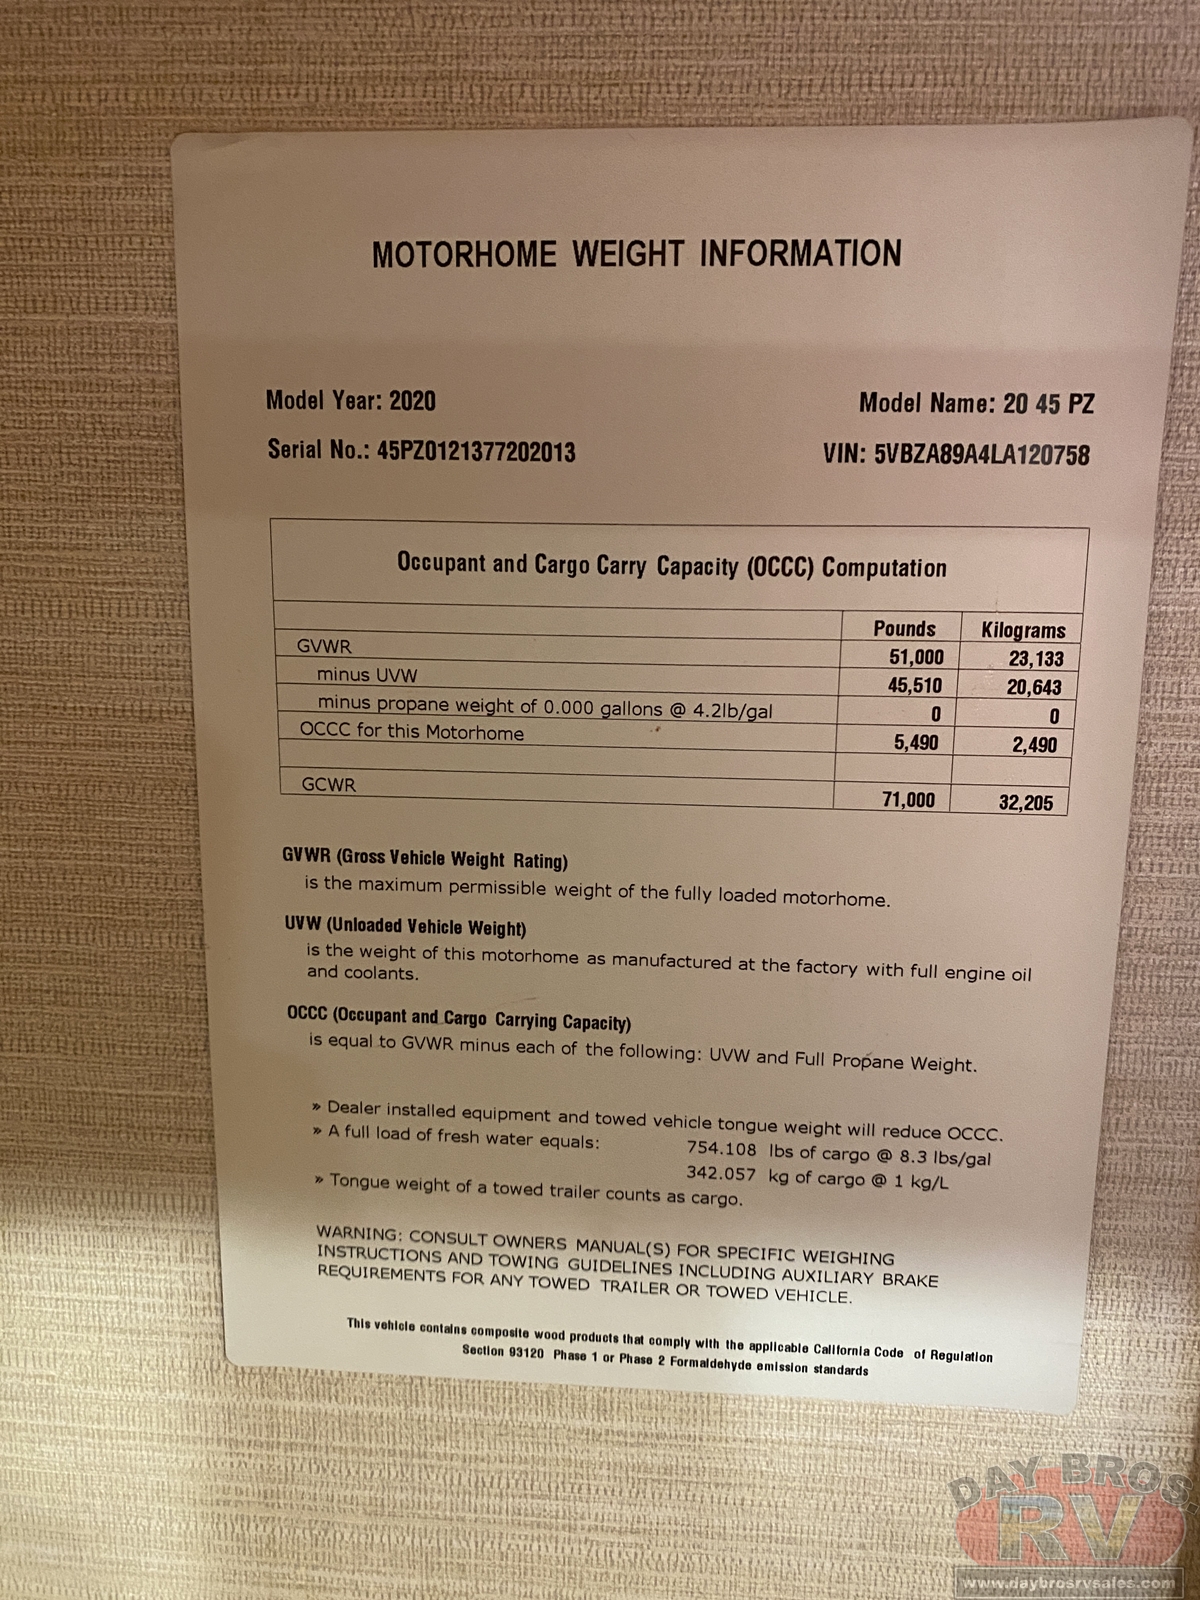 MOTORHOME WEIGHT INFORMATION
Model Year: 2020 Model Name: 20 45 PZ
Serial No.: 45PZ0121377202013 VIN: 5VBZA89A4LA120758
Occupant and Cargo Carry Capacity (OCCC) Computation
Pounds Kilograms
GVWR 51,000 23,133
minus UVW 45,510 20,643
minus propane weight of 0.000 gallons @ 4.2lb/gal 0 0
OCCC for this Motorhome 5,490 2,490
GCWR 71,000 32,205
GVWR (Gross Vehicle Weight Rating)
is the maximum permissible weight of the fully loaded motorhome.
UVW (Unloaded Vehicle Weight)
is the weight of this motorhome as manufactured at the factory with full engine oil
and coolants.
OCCC (Occupant and Cargo Carrying Capacity)
is equal to GVWR minus each of the following: UVW and Full Propane Weight.
» Dealer installed equipment and towed vehicle tongue weight will reduce OCCC.
» A full load of fresh water equals: 754.108 lbs of cargo @ 8.3 lbs/gal
342.057 kg of cargo @ 1 kg/L
» Tongue weight of a towed trailer counts as cargo.
WARNING: CONSULT OWNERS MANUAL(S) FOR SPECIFIC WEIGHING
INSTRUCTIONS AND TOWING GUIDELINES INCLUDING AUXILIARY BRAKE
REQUIREMENTS FOR ANY TOWED TRAILER OR TOWED VEHICLE.
This vehicle contains composite wood products that comply with the applicable California Code of Regulation
Section 93120 Phase 1 or Phase 2 Formaldehyde emission standards
DAY BROS
RV
www.daybrosrvsales.com